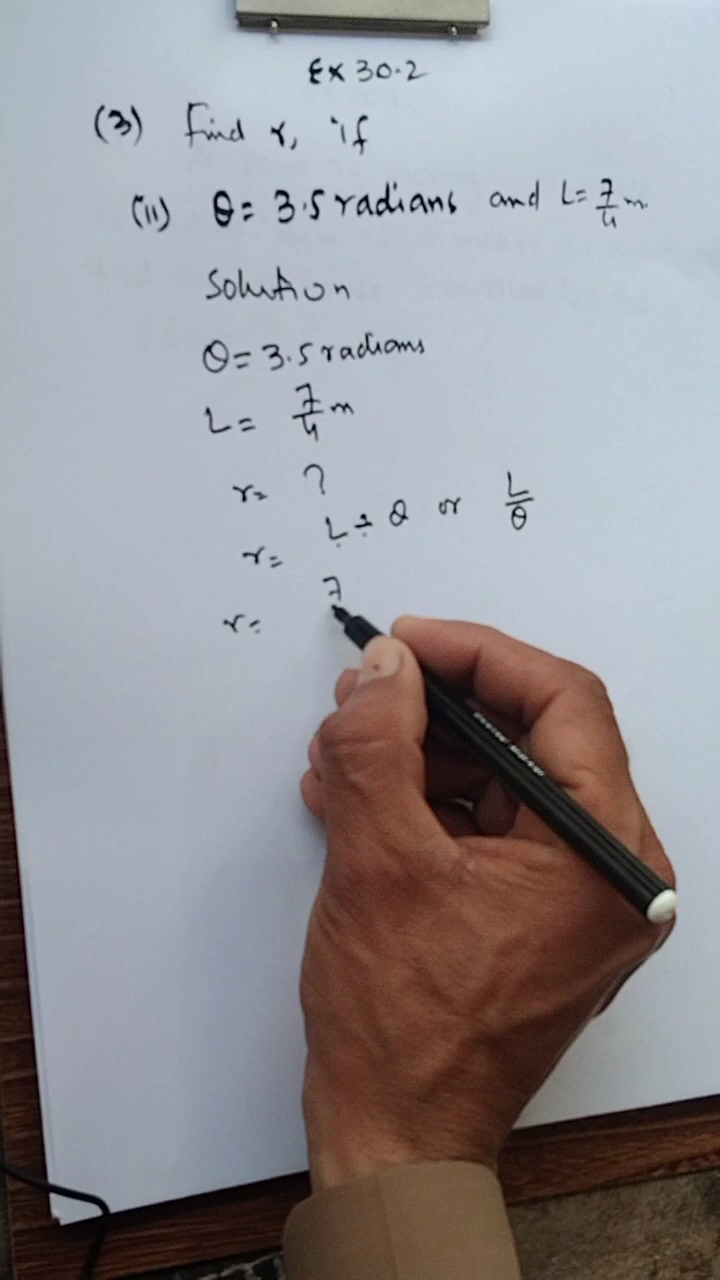 Ex 30.2
(3) Find r, if
(ii) θ = 3.5 radians and L = 7/4 m.
Solution
θ = 3.5 radians
L = 7/4 m
r = ?
r = L ÷ θ or L/θ
r = 7